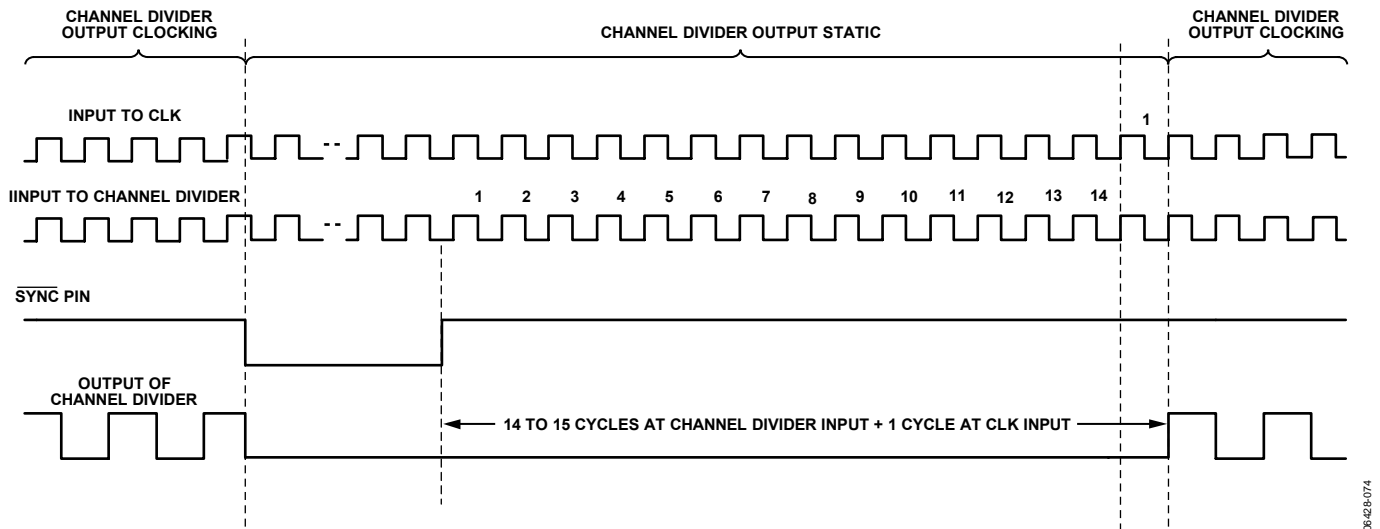 CHANNEL DIVIDER
OUTPUT CLOCKING
CHANNEL DIVIDER OUTPUT STATIC
CHANNEL DIVIDER
OUTPUT CLOCKING
INPUT TO CLK
1
IINPUT TO CHANNEL DIVIDER
1 2 3 4 5 6 7 8 9 10 11 12 13 14
SYNC PIN
OUTPUT OF
CHANNEL DIVIDER
14 TO 15 CYCLES AT CHANNEL DIVIDER INPUT + 1 CYCLE AT CLK INPUT
06428-074